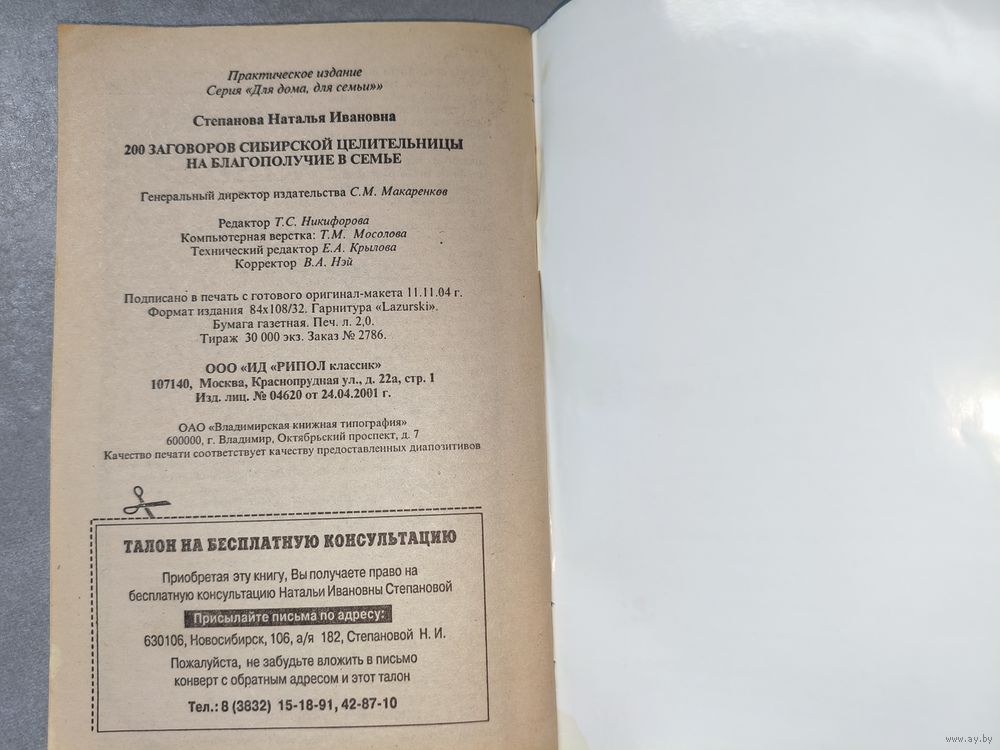 Практическое издание
Серия «Для дома, для семьи»»
Степанова Наталья Ивановна
200 ЗАГОВОРОВ СИБИРСКОЙ ЦЕЛИТЕЛЬНИЦЫ
НА БЛАГОПОЛУЧИЕ В СЕМЬЕ
Генеральный директор издательства С.М. Макаренков
Редактор Т.С. Никифорова
Компьютерная верстка: Т.М. Мосолова
Технический редактор Е.А. Крылова
Корректор В.А. Нэй
Подписано в печать с готового оригинал-макета 11.11.04 г.
Формат издания 84x108/32. Гарнитура «Lazurski».
Бумага газетная. Печ. л. 2,0.
Тираж 30 000 экз. Заказ № 2786.
ООО «ИД «РИПОЛ классик»
107140, Москва, Краснопрудная ул., д. 22а, стр. 1
Изд. лиц. № 04620 от 24.04.2001 г.
ОАО «Владимирская книжная типография»
600000, г. Владимир, Октябрьский проспект, д. 7
Качество печати соответствует качеству предоставленных диапозитивов
ТАЛОН НА БЕСПЛАТНУЮ КОНСУЛЬТАЦИЮ
Приобретая эту книгу, Вы получаете право на
бесплатную консультацию Натальи Ивановны Степановой
Присылайте письма по адресу:
630106, Новосибирск, 106, а/я 182, Степановой Н. И.
Пожалуйста, не забудьте вложить в письмо
конверт с обратным адресом и этот талон
Тел.: 8 (3832) 15-18-91, 42-87-10
www.ay.by